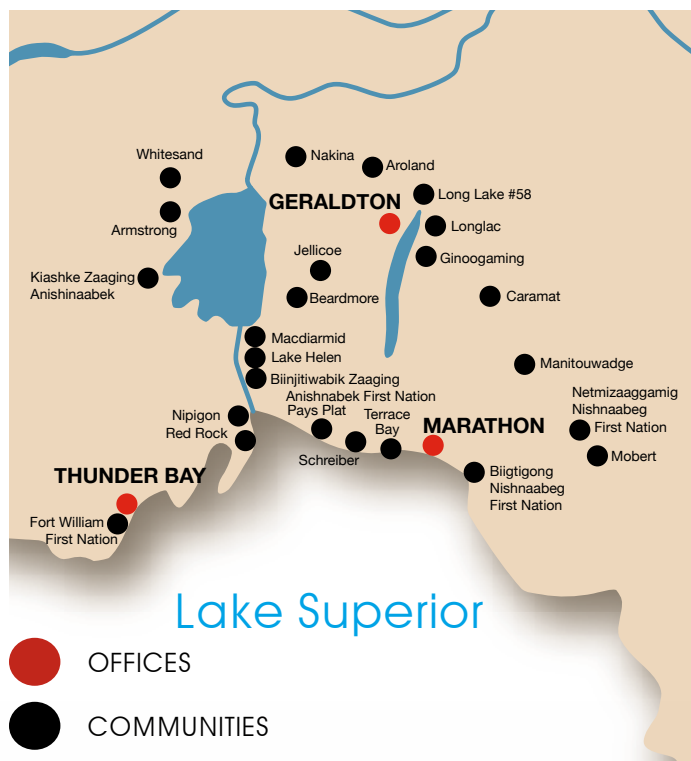 Whitesand
Nakina
Aroland
Long Lake #58
GERALDTON
Armstrong
Longlac
Jellicoe
Ginoogaming
Kiashke Zaaging
Anishinaabek
Beardmore
Caramat
Macdiarmid
Lake Helen
Manitouwadge
Biinjitiwabik Zaaging
Anishnabek First Nation
Netmizaaggamig
Nishnaabeg
First Nation
Nipigon
Pays Plat
Terrace
Bay
MARATHON
Red Rock
Schreiber
Mobert
THUNDER BAY
Biigtigong
Nishnaabeg
First Nation
Fort William
First Nation
Lake Superior
OFFICES
COMMUNITIES